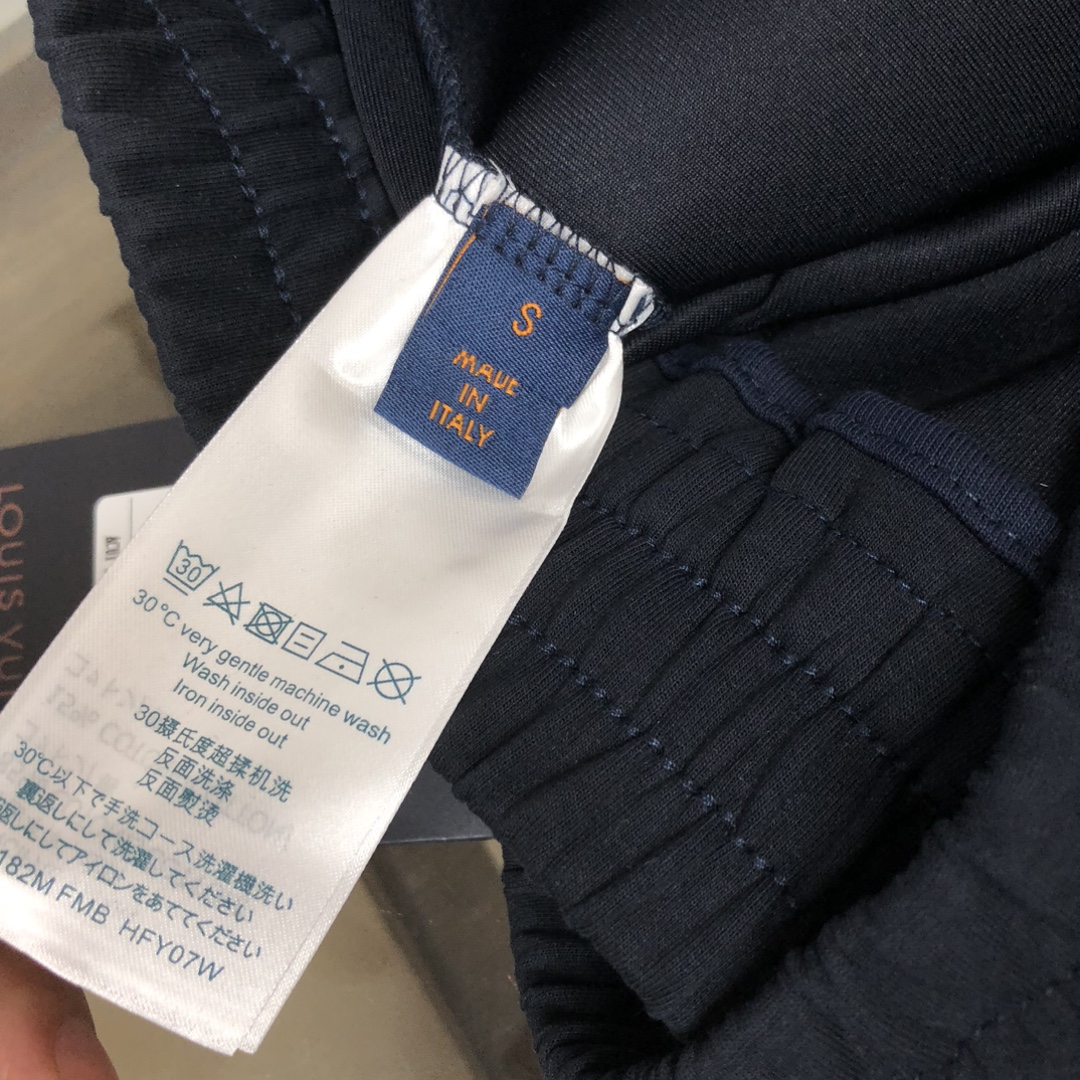 S
MADE
IN
ITALY
LOUIS VUI
30
30°C very gentle machine wash
Wash inside out
Iron inside out
30摄氏度超揉机洗
反面洗涤
反面熨烫
30℃以下で手洗コース洗濯機洗い
裏返しにして洗濯してください
返しにしてアイロンをあててください
182M FMB HFY07W